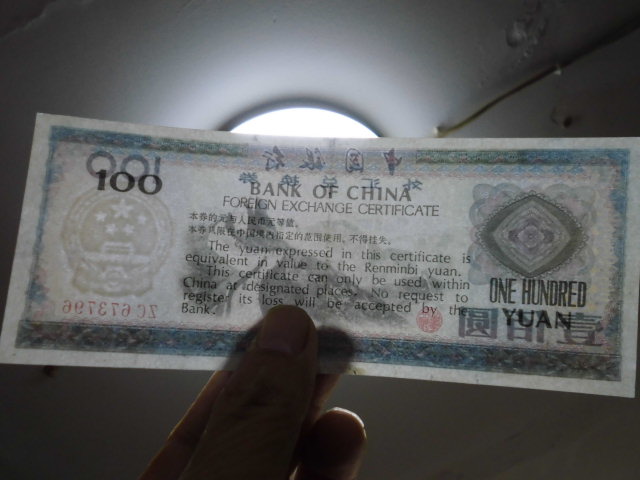 100
100
中国银行
外汇兑换券
BANK OF CHINA
FOREIGN EXCHANGE CERTIFICATE
本券的元与人民币元等值。
本券只限在中国境内指定的范围使用，不得挂失。
The "yuan" expressed in this certificate is
equivalent in value to the Renminbi yuan.
This certificate can only be used within
China at designated places. No request to
register its loss will be accepted by the
Bank.
ZC673796
ONE HUNDRED
YUAN
壹佰圆